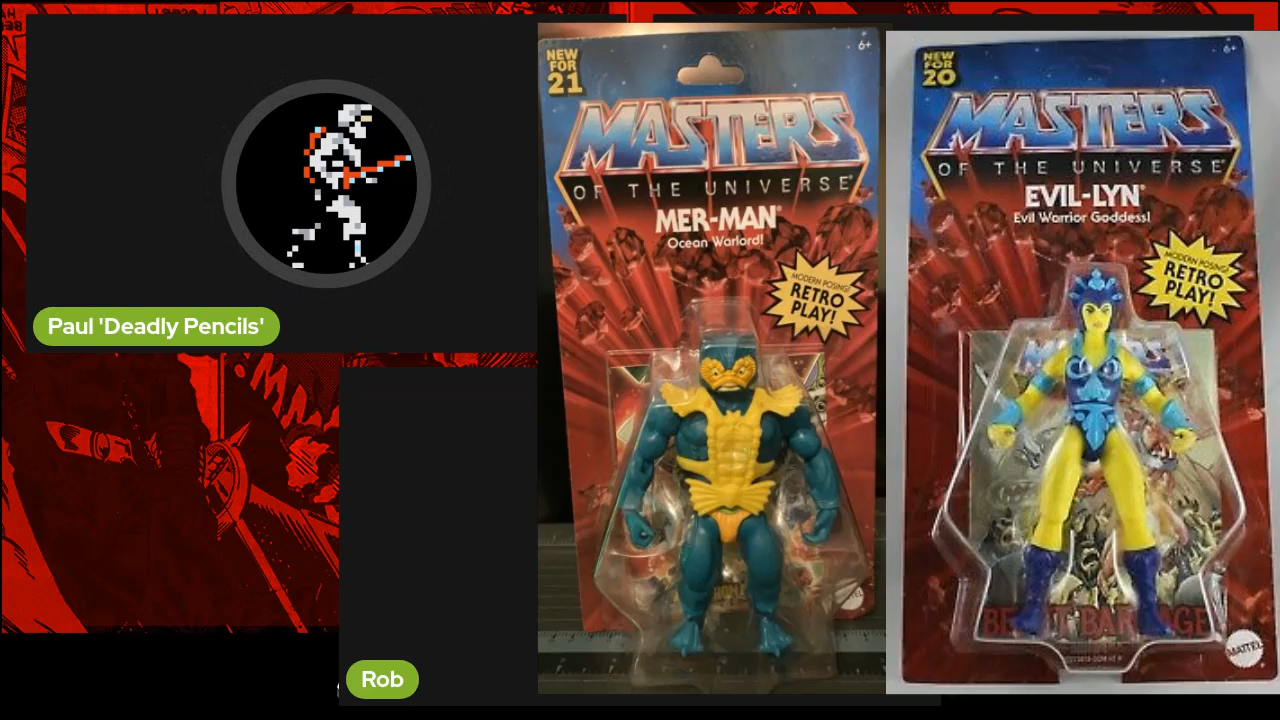 Paul 'Deadly Pencils'
Rob
NEW
FOR
21
6+
MASTERS
OF THE UNIVERSE
MER-MAN
Ocean Warlord!
MODERN POSING!
RETRO
PLAY!
NEW
FOR
20
6+
MASTERS
OF THE UNIVERSE
EVIL-LYN
Evil Warrior Goddess!
MODERN POSING!
RETRO
PLAY!
MATTEL